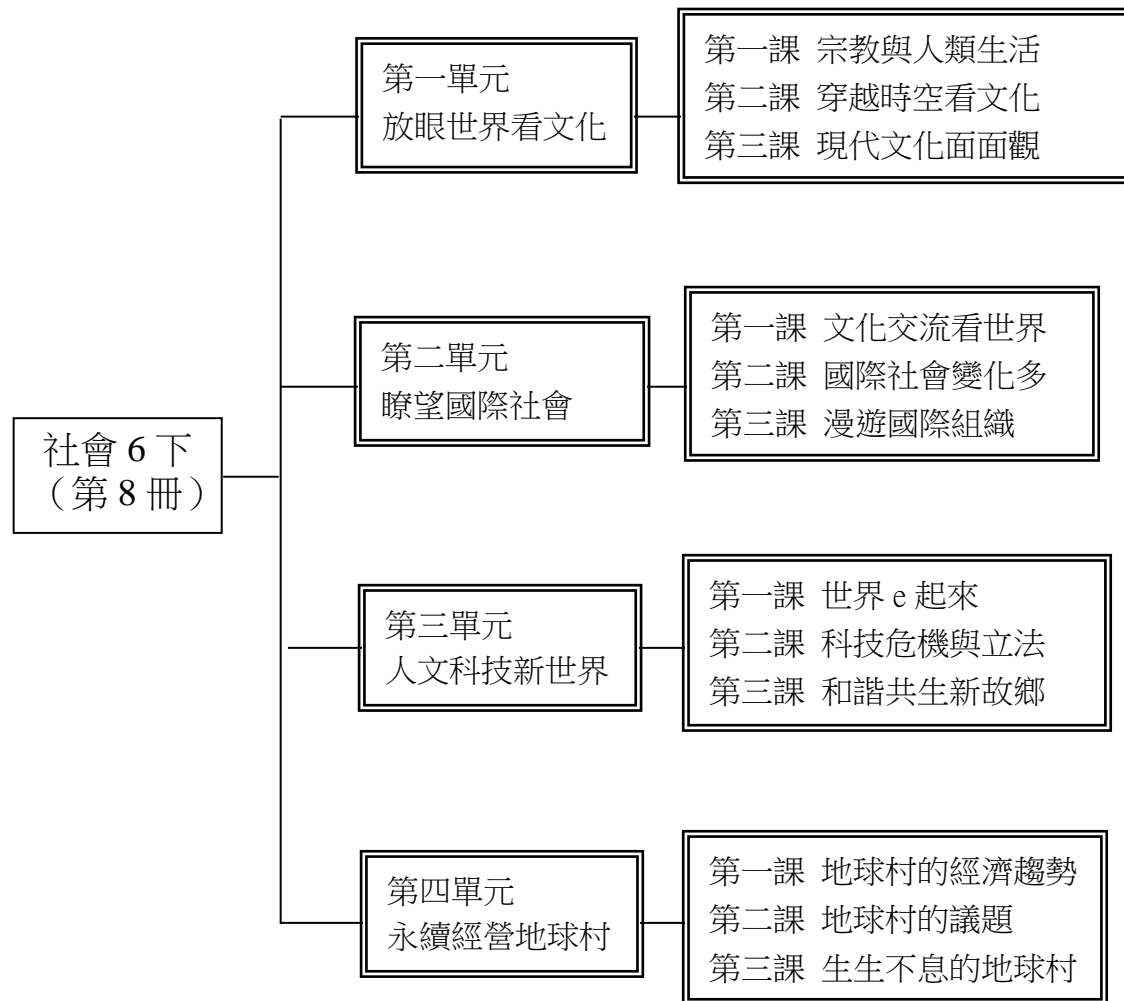 社會 6 下
（第 8 冊）
第一單元
放眼世界看文化
第一課 宗教與人類生活
第二課 穿越時空看文化
第三課 現代文化面面觀
第二單元
瞭望國際社會
第一課 文化交流看世界
第二課 國際社會變化多
第三課 漫遊國際組織
第三單元
人文科技新世界
第一課 世界 e 起來
第二課 科技危機與立法
第三課 和諧共生新故鄉
第四單元
永續經營地球村
第一課 地球村的經濟趨勢
第二課 地球村的議題
第三課 生生不息的地球村